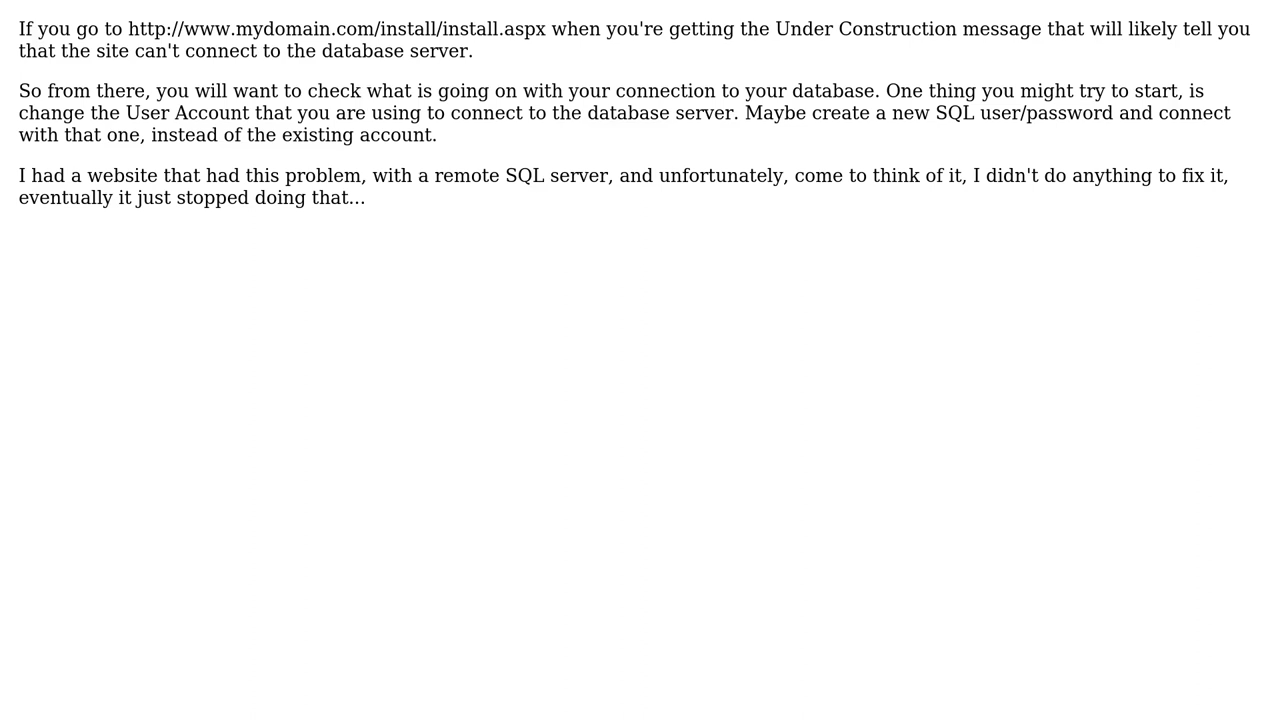 If you go to http://www.mydomain.com/install/install.aspx when you're getting the Under Construction message that will likely tell you
that the site can't connect to the database server.
So from there, you will want to check what is going on with your connection to your database. One thing you might try to start, is
change the User Account that you are using to connect to the database server. Maybe create a new SQL user/password and connect
with that one, instead of the existing account.
I had a website that had this problem, with a remote SQL server, and unfortunately, come to think of it, I didn't do anything to fix it,
eventually it just stopped doing that...